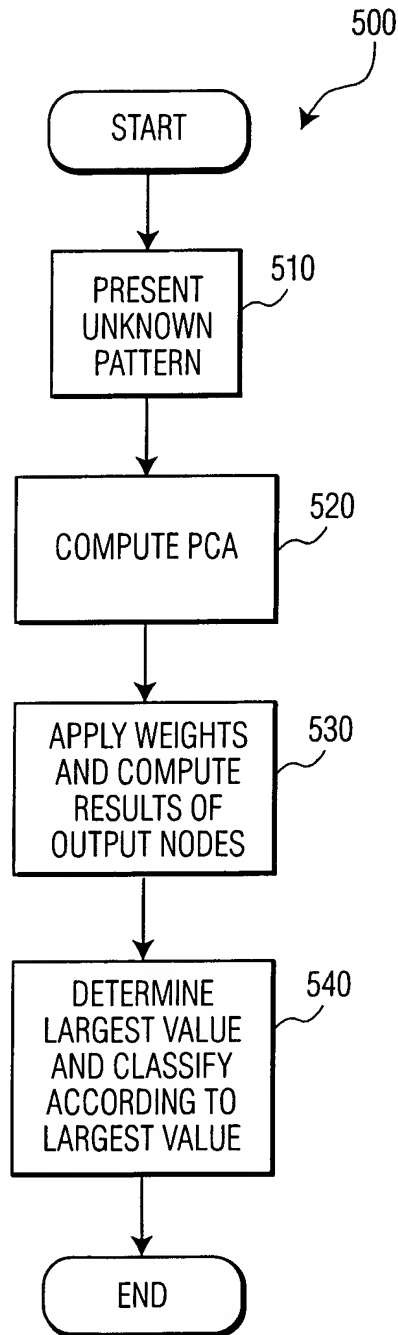 500
START
510
PRESENT
UNKNOWN
PATTERN
520
COMPUTE PCA
530
APPLY WEIGHTS
AND COMPUTE
RESULTS OF
OUTPUT NODES
540
DETERMINE
LARGEST VALUE
AND CLASSIFY
ACCORDING TO
LARGEST VALUE
END